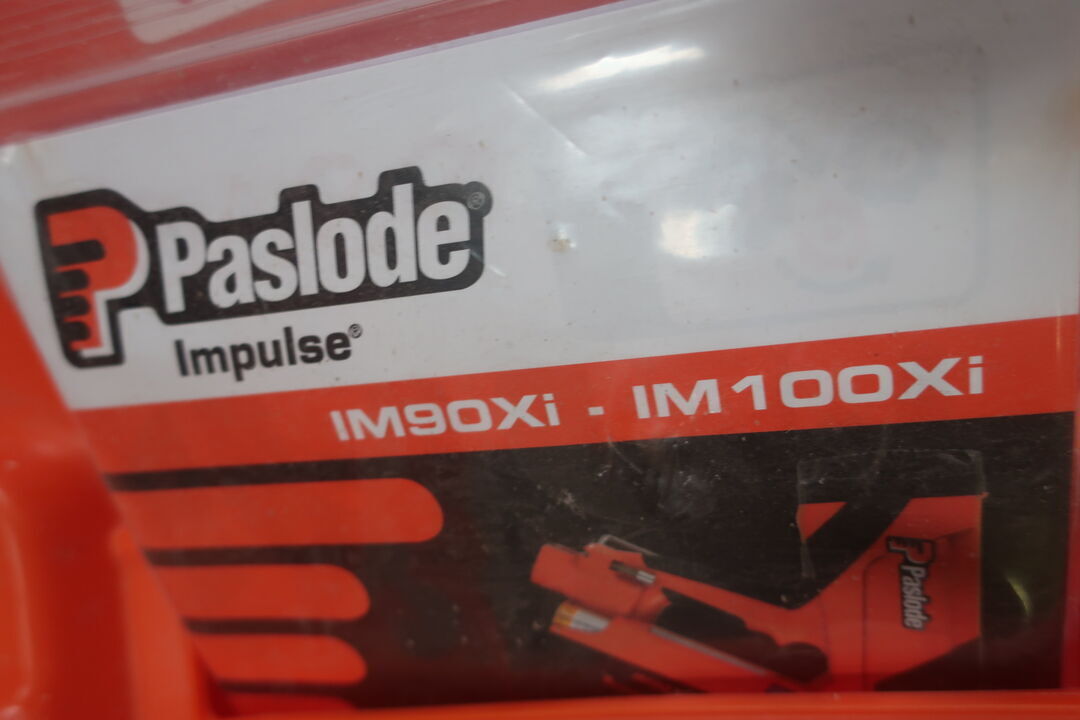 Paslode®
Impulse®
IM90Xi - IM100Xi
Paslode